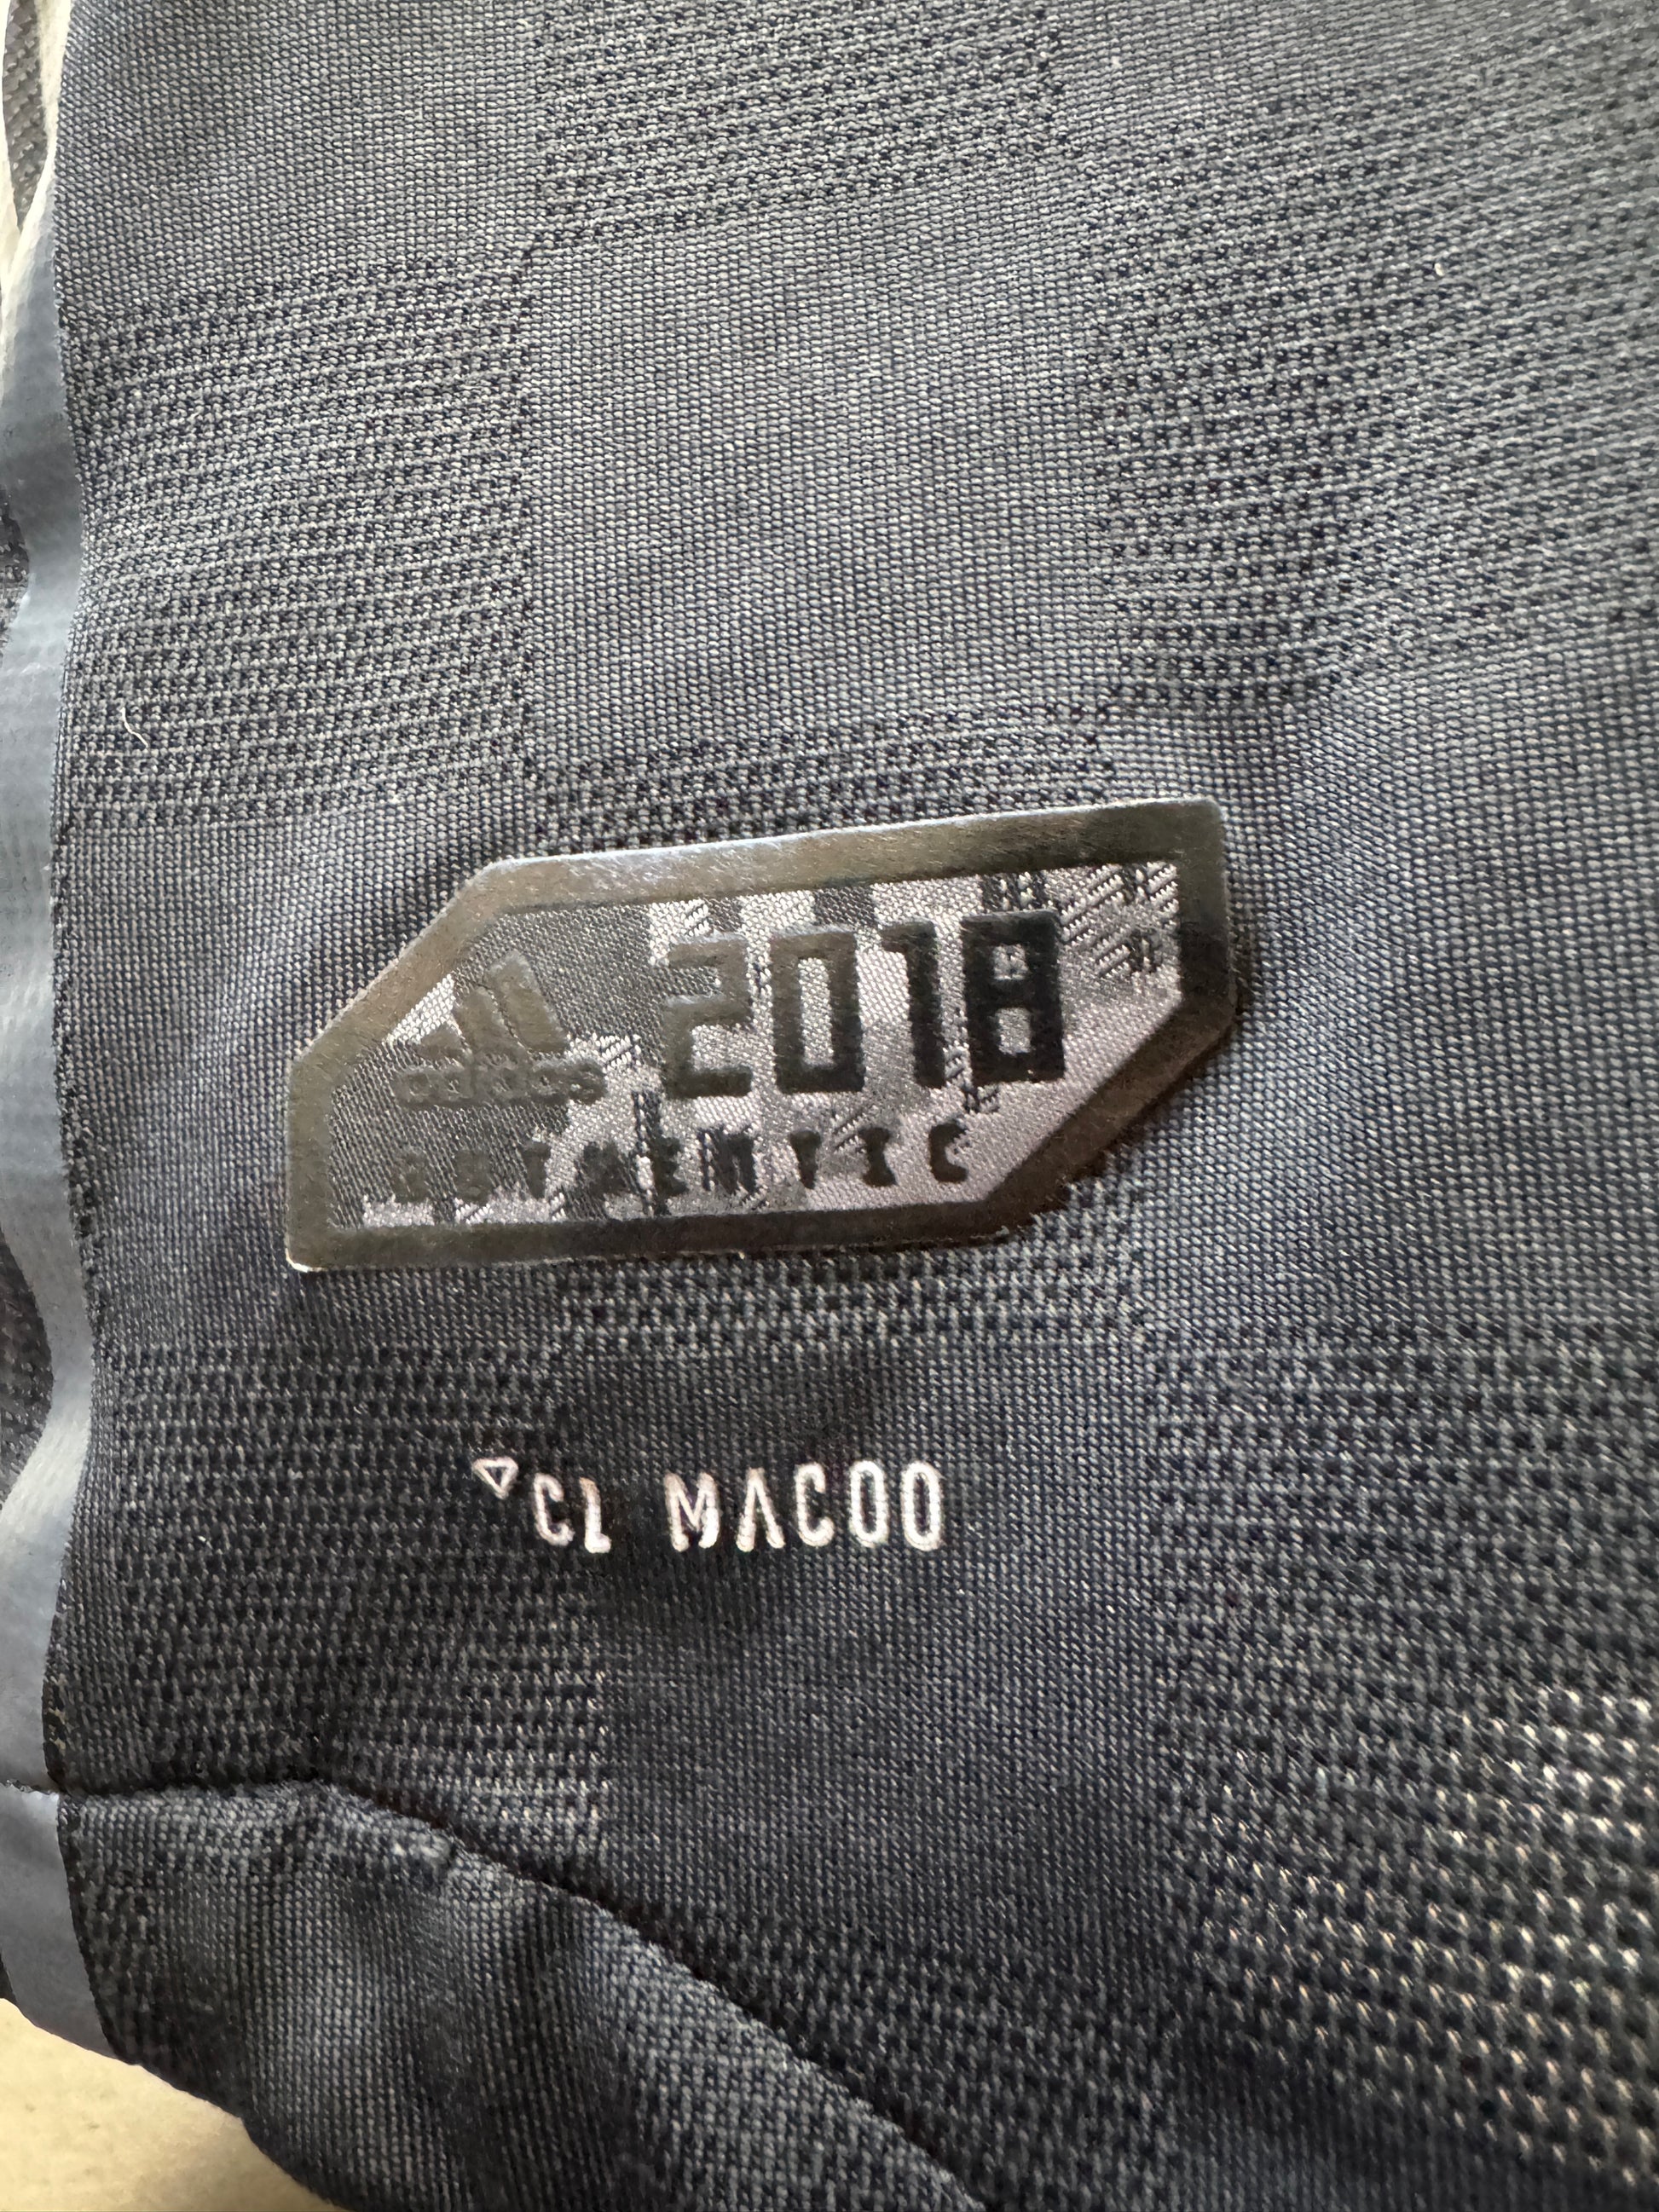 adidas 2018
AUTHENTIC
CL MACOO